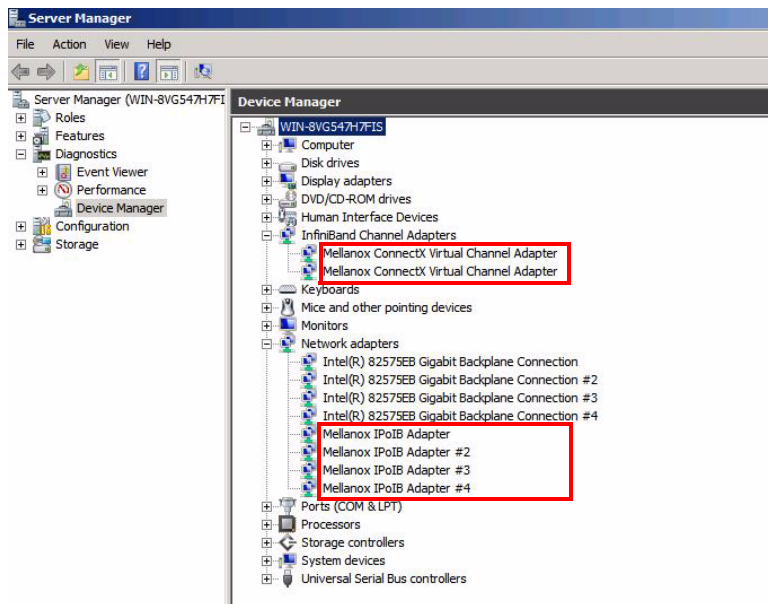 Server Manager
File Action View Help
Server Manager (WIN-8VG547H7FI
Roles
Features
Diagnostics
Event Viewer
Performance
Device Manager
Configuration
Storage
Device Manager
WIN-8VG547H7FIS
Computer
Disk drives
Display adapters
DVD/CD-ROM drives
Human Interface Devices
InfiniBand Channel Adapters
Mellanox ConnectX Virtual Channel Adapter
Mellanox ConnectX Virtual Channel Adapter
Keyboards
Mice and other pointing devices
Monitors
Network adapters
Intel(R) 82575EB Gigabit Backplane Connection
Intel(R) 82575EB Gigabit Backplane Connection #2
Intel(R) 82575EB Gigabit Backplane Connection #3
Intel(R) 82575EB Gigabit Backplane Connection #4
Mellanox IPoIB Adapter
Mellanox IPoIB Adapter #2
Mellanox IPoIB Adapter #3
Mellanox IPoIB Adapter #4
Ports (COM & LPT)
Processors
Storage controllers
System devices
Universal Serial Bus controllers